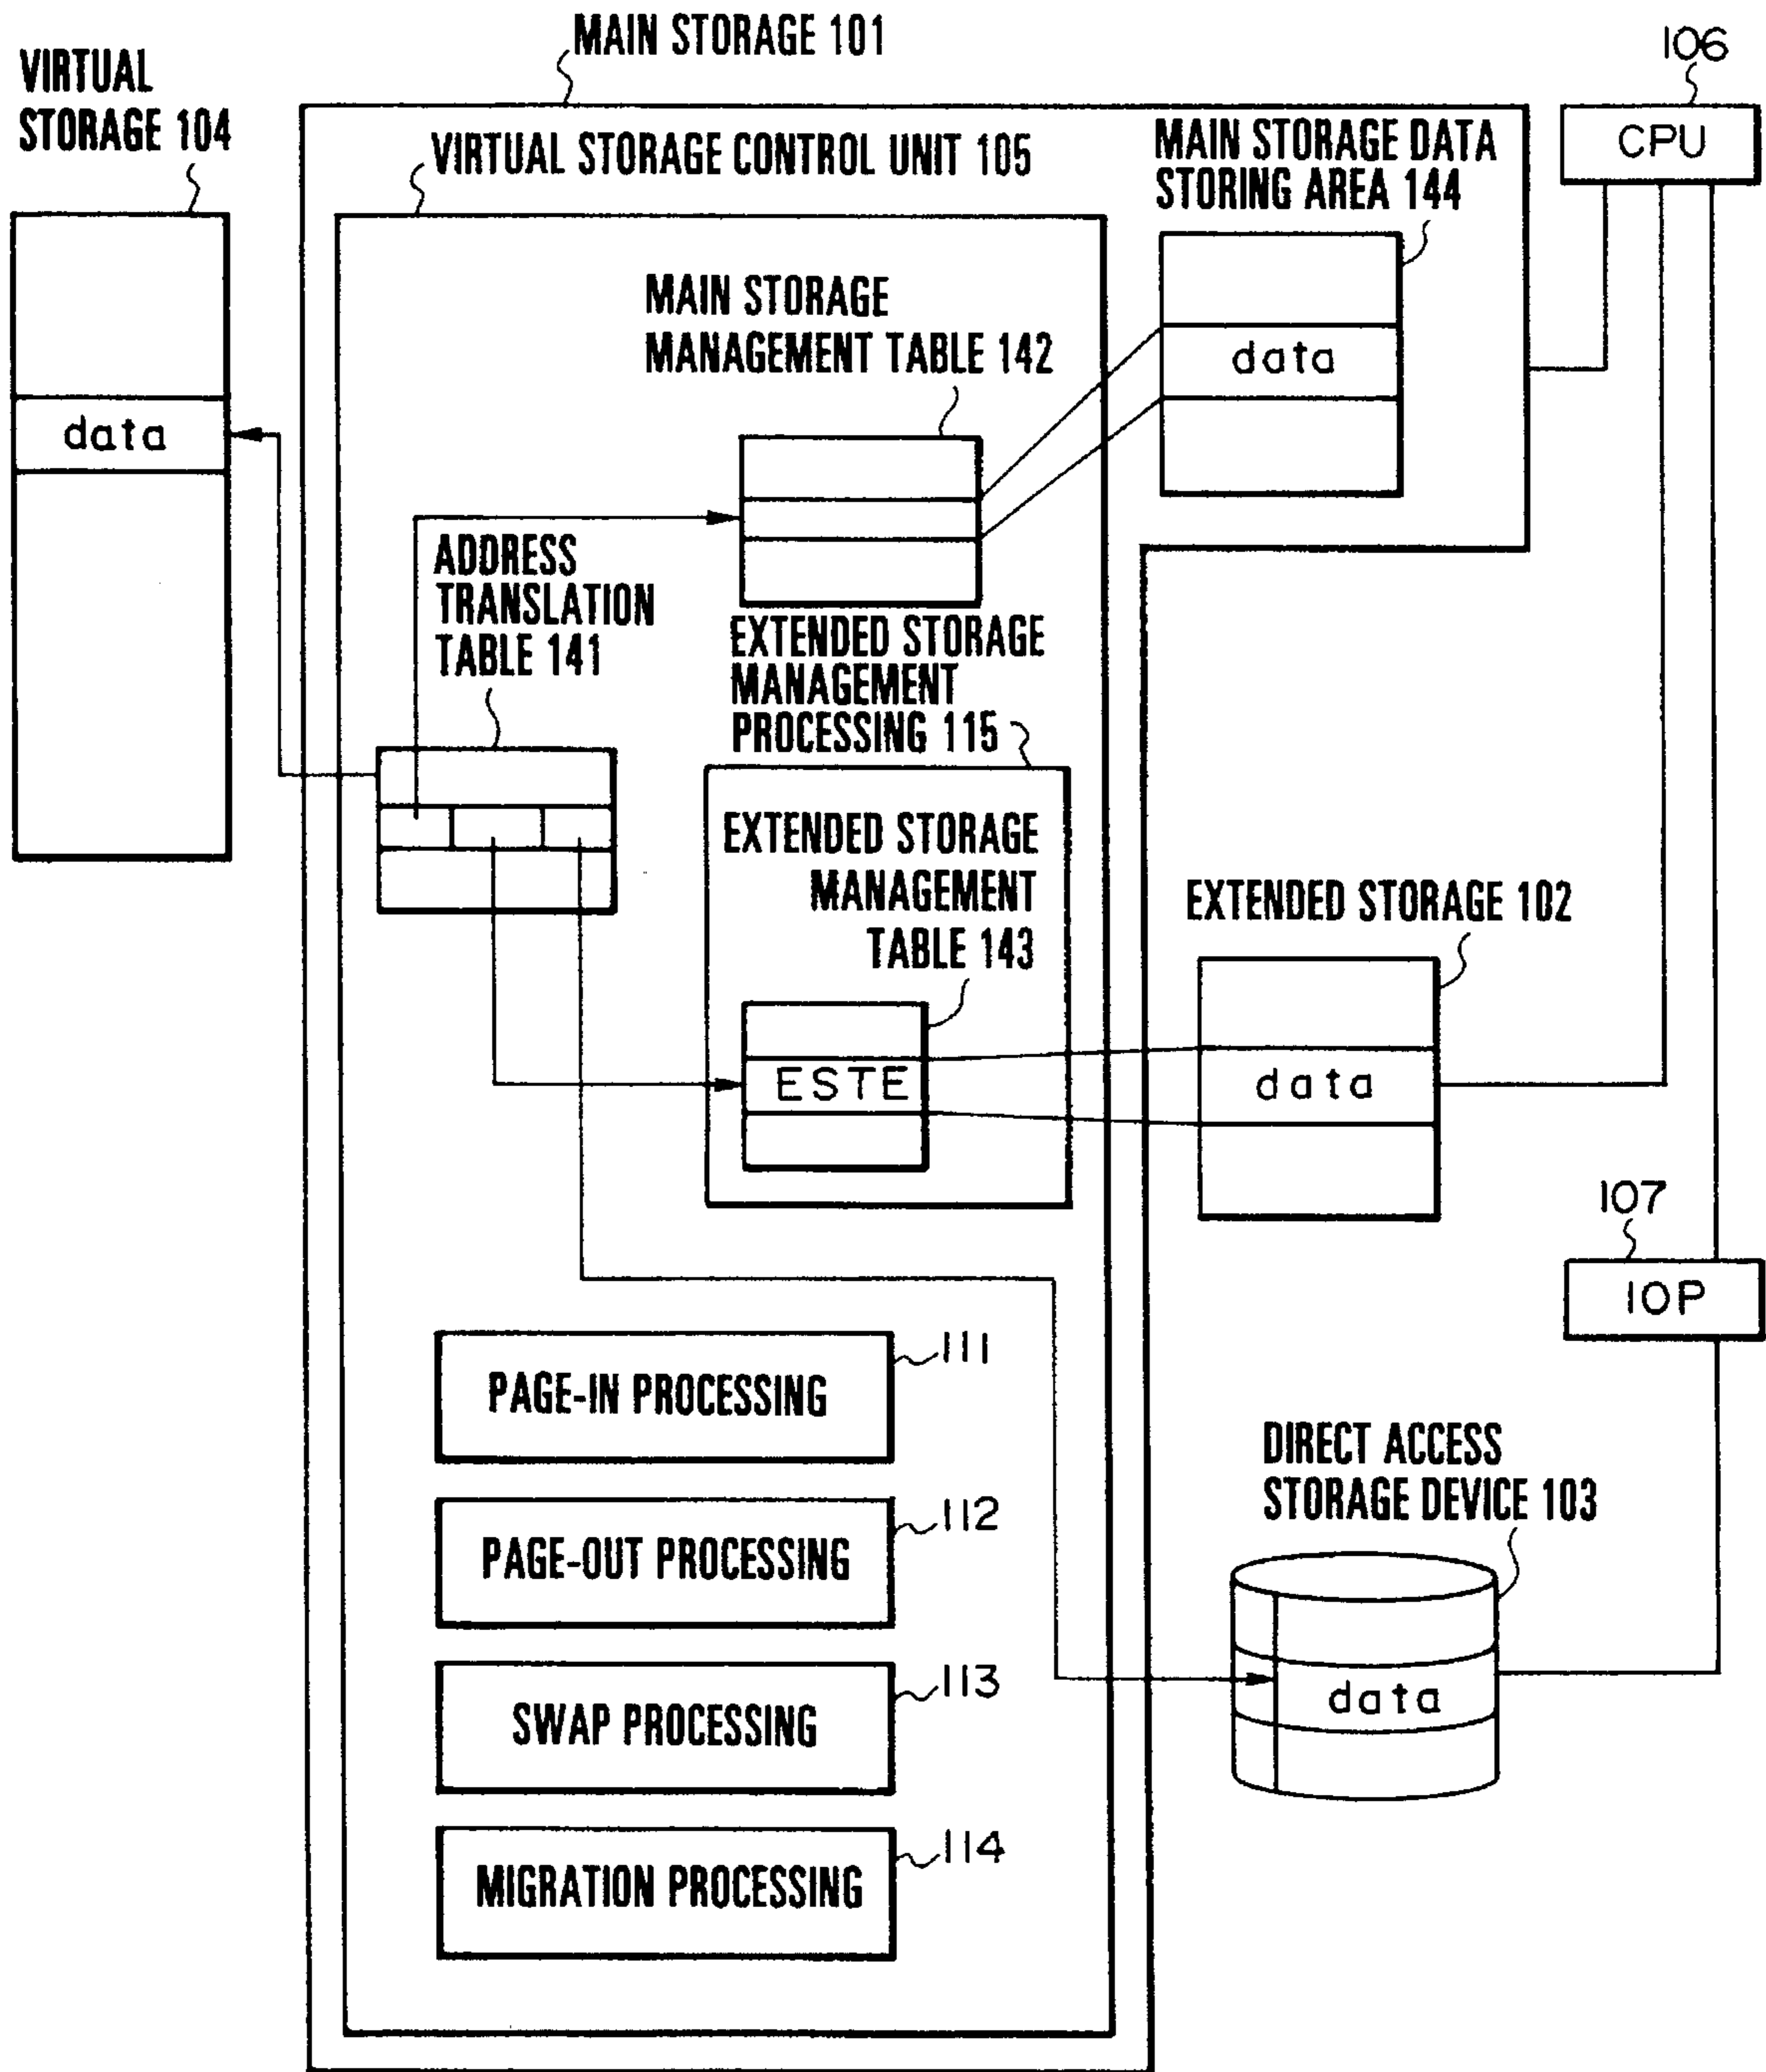 MAIN STORAGE 101
106
VIRTUAL
STORAGE 104
CPU
VIRTUAL STORAGE CONTROL UNIT 105
MAIN STORAGE DATA
STORING AREA 144
data
MAIN STORAGE
MANAGEMENT TABLE 142
data
ADDRESS
TRANSLATION
TABLE 141
EXTENDED STORAGE
MANAGEMENT
PROCESSING 115
EXTENDED STORAGE
MANAGEMENT
TABLE 143
ESTE
EXTENDED STORAGE 102
data
107
IOP
111
PAGE-IN PROCESSING
112
PAGE-OUT PROCESSING
113
SWAP PROCESSING
114
MIGRATION PROCESSING
DIRECT ACCESS
STORAGE DEVICE 103
data